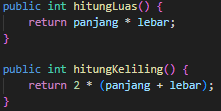 public int hitungLuas() {
    return panjang * lebar;
}

public int hitungKeliling() {
    return 2 * (panjang + lebar);
}